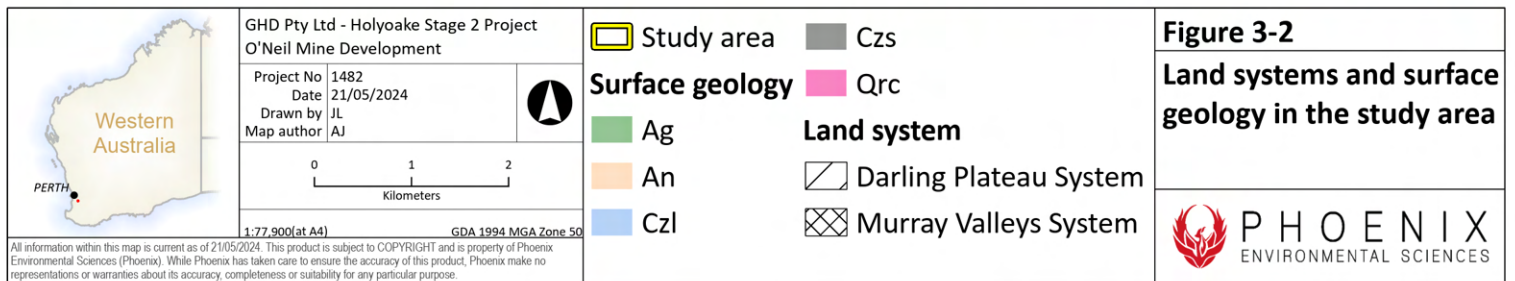 Western
Australia
PERTH
GHD Pty Ltd - Holyoake Stage 2 Project
O'Neil Mine Development
Project No 1482
Date 21/05/2024
Drawn by JL
Map author AJ
0 1 2
Kilometers
1:77,900(at A4) GDA 1994 MGA Zone 50
All information within this map is current as of 21/05/2024. This product is subject to COPYRIGHT and is property of Phoenix
Environmental Sciences (Phoenix). While Phoenix has taken care to ensure the accuracy of this product, Phoenix make no
representations or warranties about its accuracy, completeness or suitability for any particular purpose.
Study area
Surface geology
Ag
An
Czl
Czs
Qrc
Land system
Darling Plateau System
Murray Valleys System
Figure 3-2
Land systems and surface
geology in the study area
PHOENIX
ENVIRONMENTAL SCIENCES